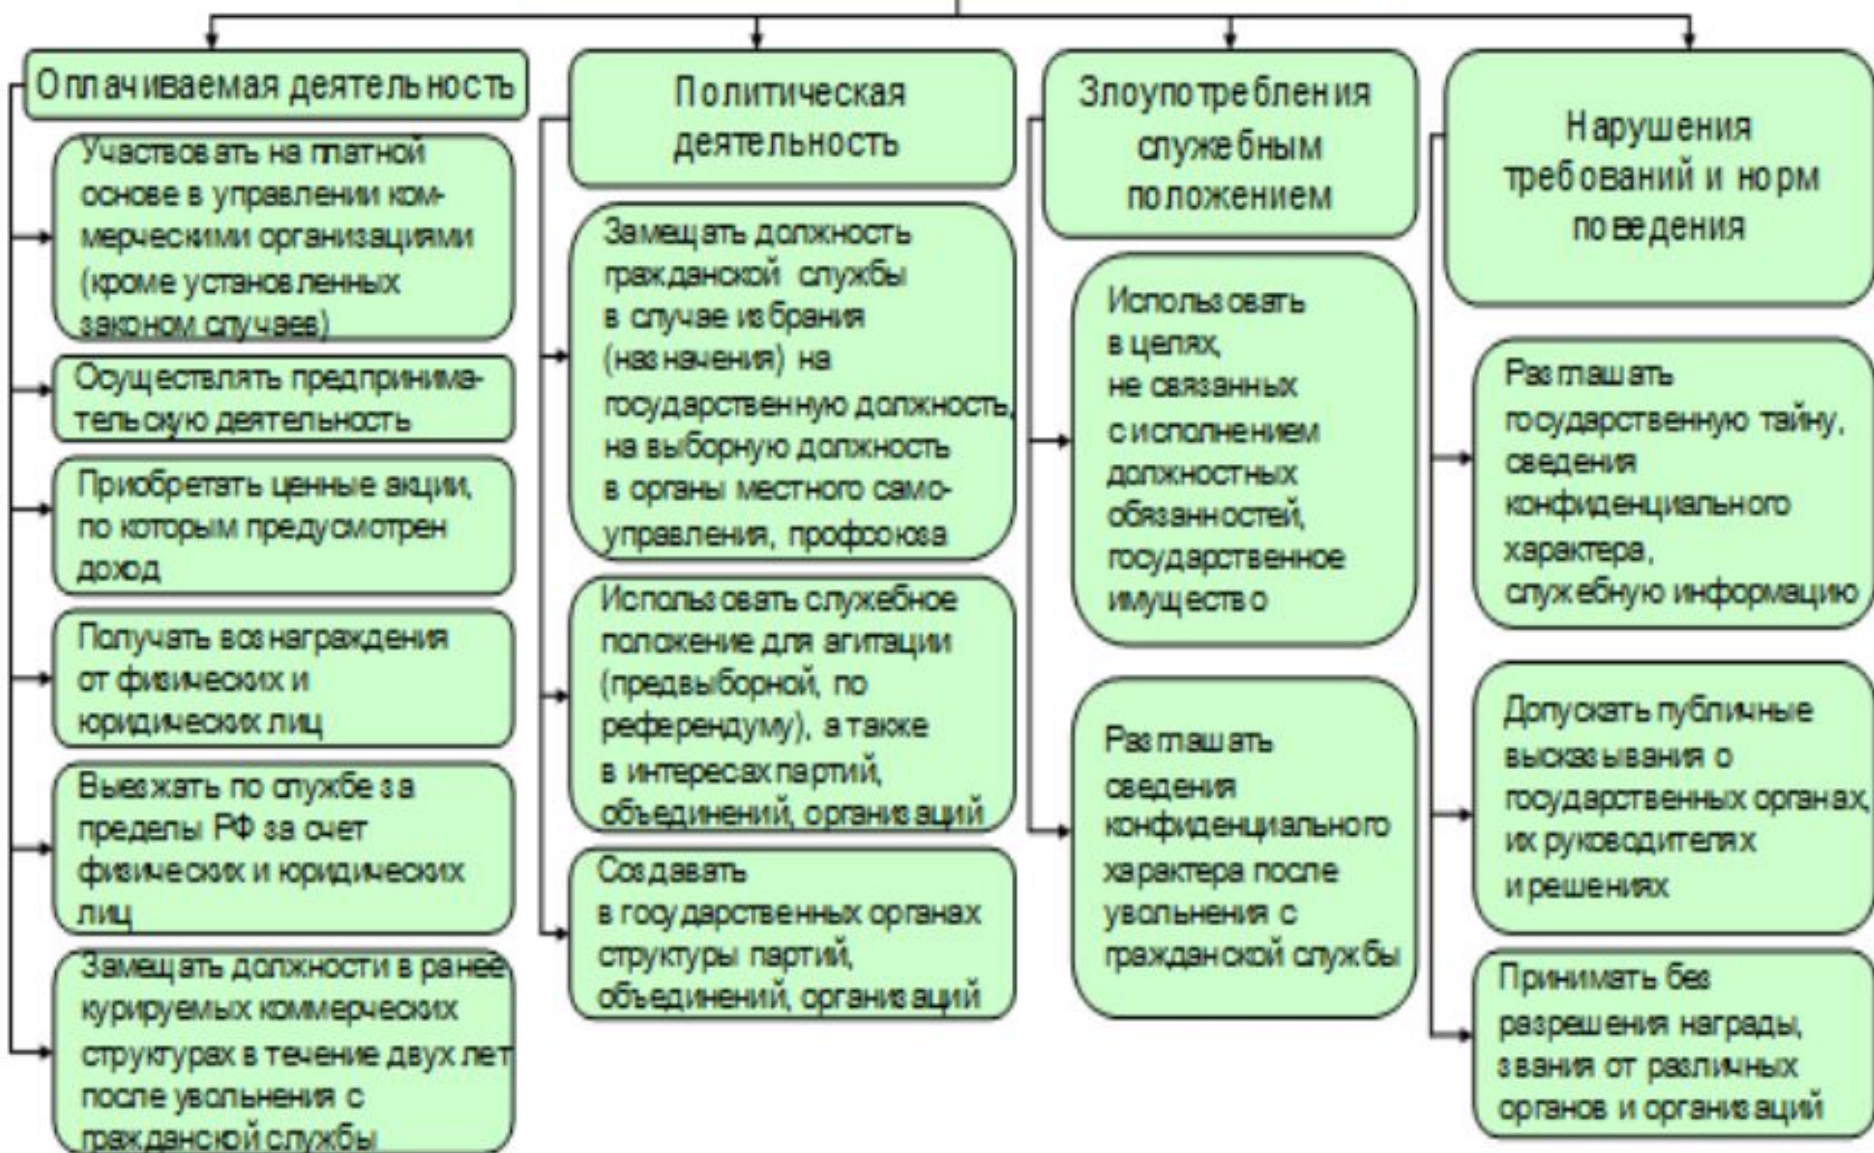 Оплачиваемая деятельность
Участвовать на платной
основе в управлении ком-
мерческими организациями
(кроме установленных
законом случаев)
Осуществлять предпринима-
тельскую деятельность
Приобретать ценные акции,
по которым предусмотрен
доход
Получать вознаграждения
от физических и
юридических лиц
Выезжать по службе за
пределы РФ за счет
физических и юридических
лиц
Замещать должности в ранее
курируемых коммерческих
структурах в течение двух лет
после увольнения с
гражданской службы
Политическая
деятельность
Замещать должность
гражданской службы
в случае избрания
(назначения) на
государственную должность,
на выборную должность
в органы местного само-
управления, профсоюза
Использовать служебное
положение для агитации
(предвыборной, по
референдуму), а также
в интересах партий,
объединений, организаций
Создавать
в государственных органах
структуры партий,
объединений, организаций
Злоупотребления
служебным
положением
Использовать
в целях,
не связанных
с исполнением
должностных
обязанностей,
государственное
имущество
Разглашать
сведения
конфиденциального
характера после
увольнения с
гражданской службы
Нарушения
требований и норм
поведения
Разглашать
государственную тайну,
сведения
конфиденциального
характера,
служебную информацию
Допускать публичные
высказывания о
государственных органах,
их руководителях
и решениях
Принимать без
разрешения награды,
звания от различных
органов и организаций